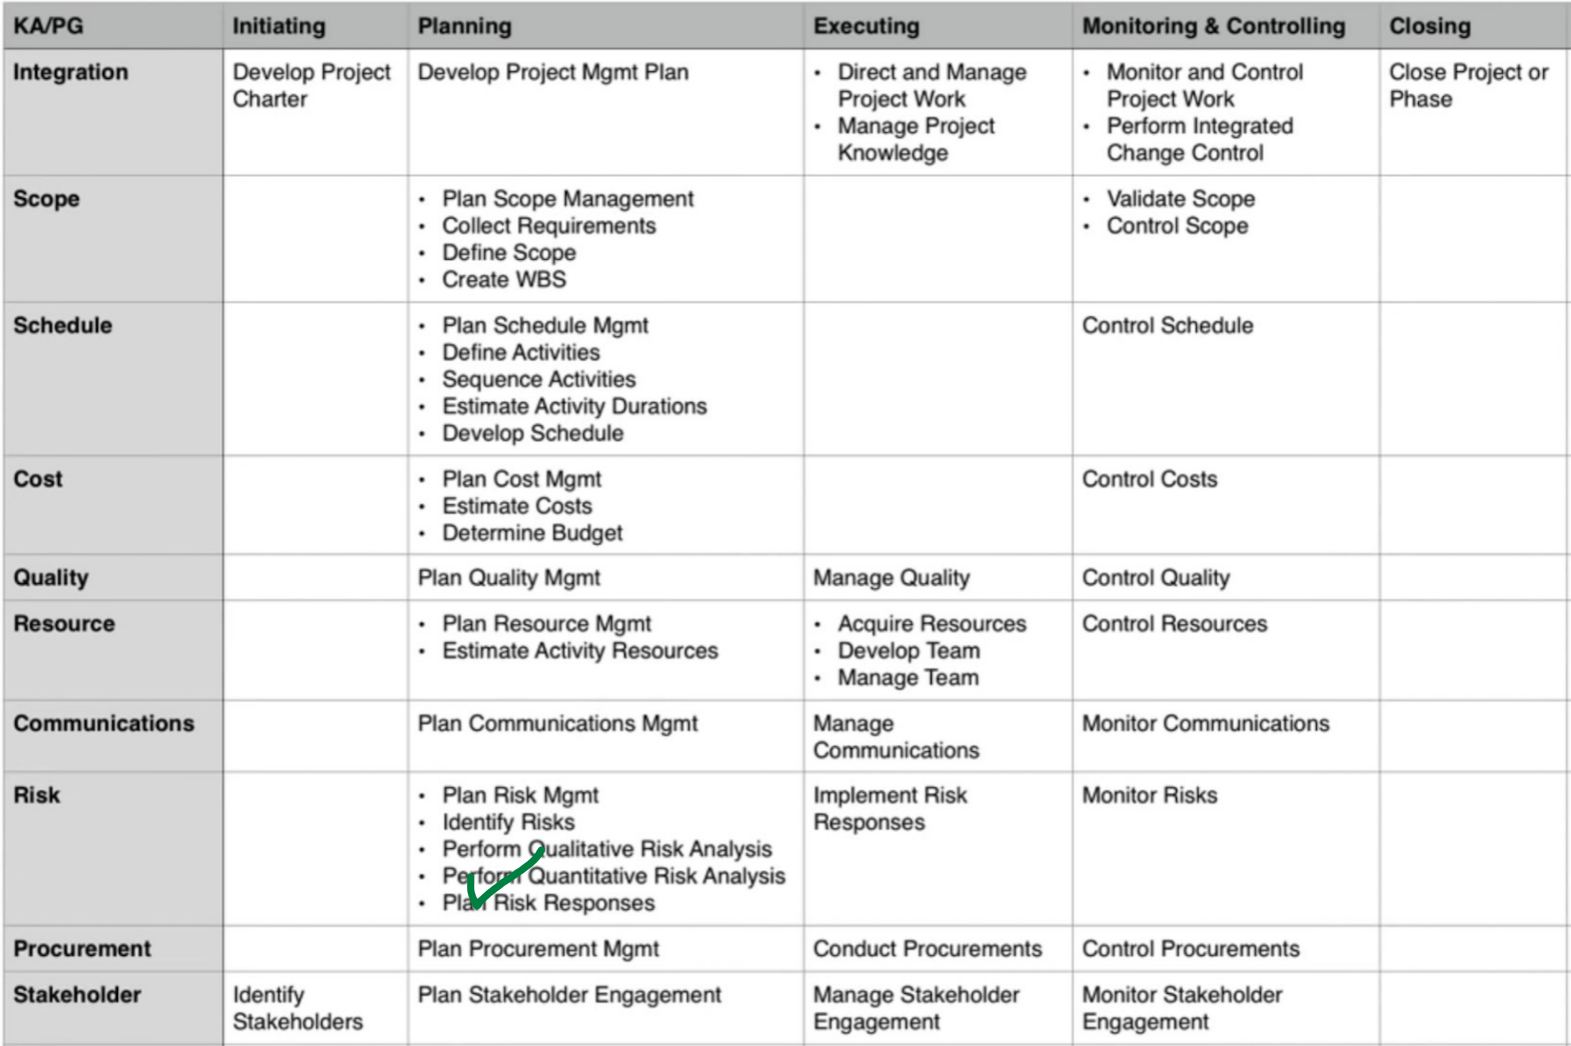 KA/PG Initiating Planning Executing Monitoring & Controlling Closing
Integration
Develop Project
Charter
Develop Project Mgmt Plan
• Direct and Manage
Project Work
• Manage Project
Knowledge
• Monitor and Control
Project Work
• Perform Integrated
Change Control
Close Project or
Phase
Scope
• Plan Scope Management
• Collect Requirements
• Define Scope
• Create WBS
• Validate Scope
• Control Scope
Schedule
• Plan Schedule Mgmt
• Define Activities
• Sequence Activities
• Estimate Activity Durations
• Develop Schedule
Control Schedule
Cost
• Plan Cost Mgmt
• Estimate Costs
• Determine Budget
Control Costs
Quality
Plan Quality Mgmt
Manage Quality
Control Quality
Resource
• Plan Resource Mgmt
• Estimate Activity Resources
• Acquire Resources
• Develop Team
• Manage Team
Control Resources
Communications
Plan Communications Mgmt
Manage
Communications
Monitor Communications
Risk
• Plan Risk Mgmt
• Identify Risks
• Perform Qualitative Risk Analysis
• Perform Quantitative Risk Analysis
• Plan Risk Responses
Implement Risk
Responses
Monitor Risks
Procurement
Plan Procurement Mgmt
Conduct Procurements
Control Procurements
Stakeholder
Identify
Stakeholders
Plan Stakeholder Engagement
Manage Stakeholder
Engagement
Monitor Stakeholder
Engagement